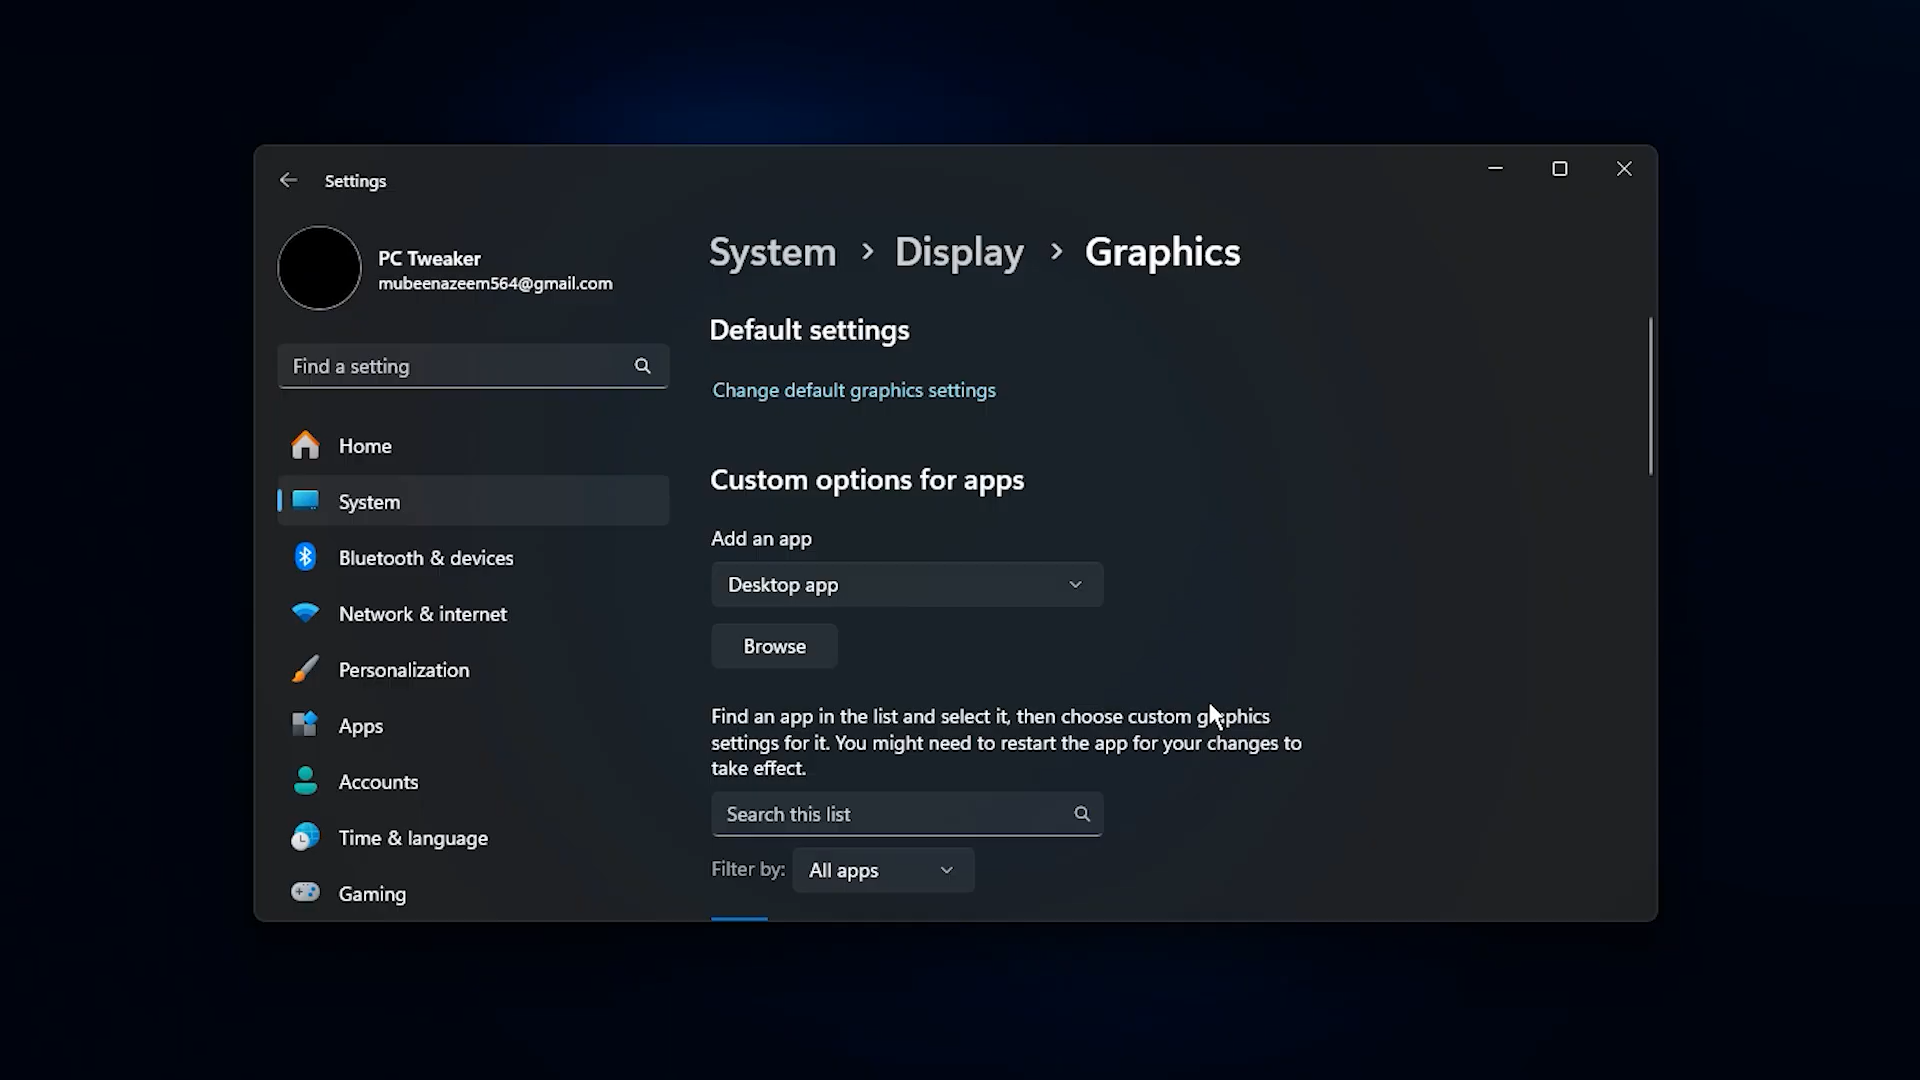 Settings
PC Tweaker
mubeenazeem564@gmail.com
Find a setting
Home
System
Bluetooth & devices
Network & internet
Personalization
Apps
Accounts
Time & language
Gaming
System > Display > Graphics
Default settings
Change default graphics settings
Custom options for apps
Add an app
Desktop app
Browse
Find an app in the list and select it, then choose custom graphics
settings for it. You might need to restart the app for your changes to
take effect.
Search this list
Filter by: All apps